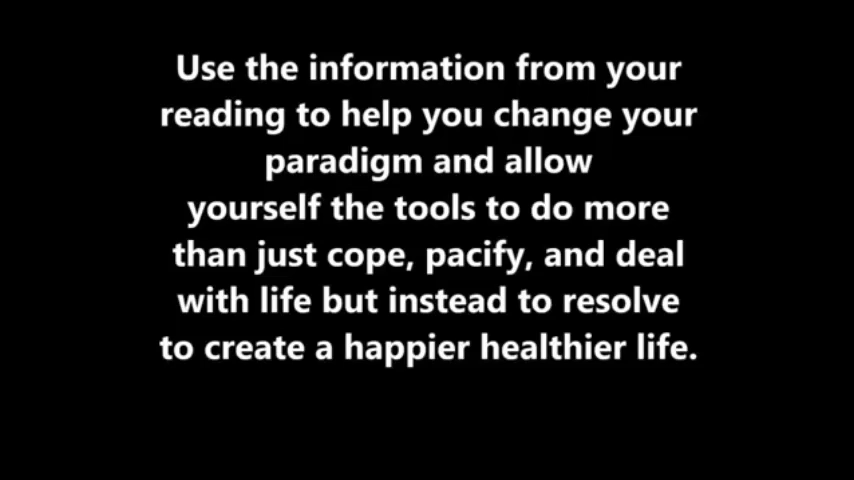 Use the information from your
reading to help you change your
paradigm and allow
yourself the tools to do more
than just cope, pacify, and deal
with life but instead to resolve
to create a happier healthier life.